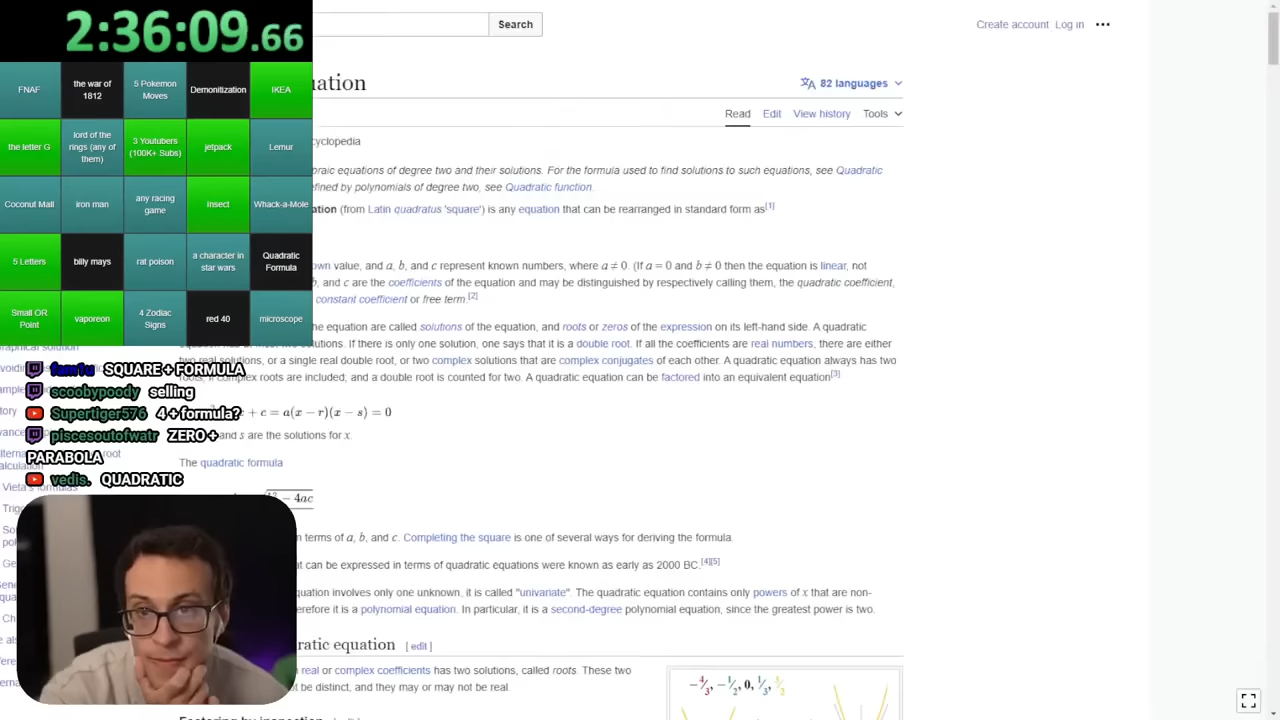 2:36:09.66
Search
Create account Log in •••
FNAF
the war of
1812
5 Pokemon
Moves
Demonitization
IKEA
the letter G
lord of the
rings (any of
them)
3 Youtubers
(100K+ Subs)
jetpack
Lemur
Coconut Mall
iron man
any racing
game
Insect
Whack-a-Mole
5 Letters
billy mays
rat poison
a character in
star wars
Quadratic
Formula
Small OR
Point
vaporeon
4 Zodiac
Signs
red 40
microscope
uation
82 languages
Read Edit View history Tools
cyclopedia
braic equations of degree two and their solutions. For the formula used to find solutions to such equations, see Quadratic
efined by polynomials of degree two, see Quadratic function.
ation (from Latin quadratus 'square') is any equation that can be rearranged in standard form as[1]
own value, and a, b, and c represent known numbers, where a ≠ 0. (If a = 0 and b ≠ 0 then the equation is linear, not
b, and c are the coefficients of the equation and may be distinguished by respectively calling them, the quadratic coefficient,
constant coefficient or free term.[2]
the equation are called solutions of the equation, and roots or zeros of the expression on its left-hand side. A quadratic
solutions. If there is only one solution, one says that it is a double root. If all the coefficients are real numbers, there are either
two real solutions, or a single real double root, or two complex solutions that are complex conjugates of each other. A quadratic equation always has two
roots, if complex roots are included; and a double root is counted for two. A quadratic equation can be factored into an equivalent equation[3]
+ c = a(x − r)(x − s) = 0
and s are the solutions for x.
The quadratic formula
− 4ac
n terms of a, b, and c. Completing the square is one of several ways for deriving the formula.
t can be expressed in terms of quadratic equations were known as early as 2000 BC.[4][5]
quation involves only one unknown, it is called "univariate". The quadratic equation contains only powers of x that are non-
erefore it is a polynomial equation. In particular, it is a second-degree polynomial equation, since the greatest power is two.
ratic equation [ edit ]
real or complex coefficients has two solutions, called roots. These two
t be distinct, and they may or may not be real.
SQUARE + FORMULA
scoobypoody selling
Supertiger576 4 + formula?
piscesoutofwatr ZERO +
PARABOLA
vedis. QUADRATIC
Vieta's formulas